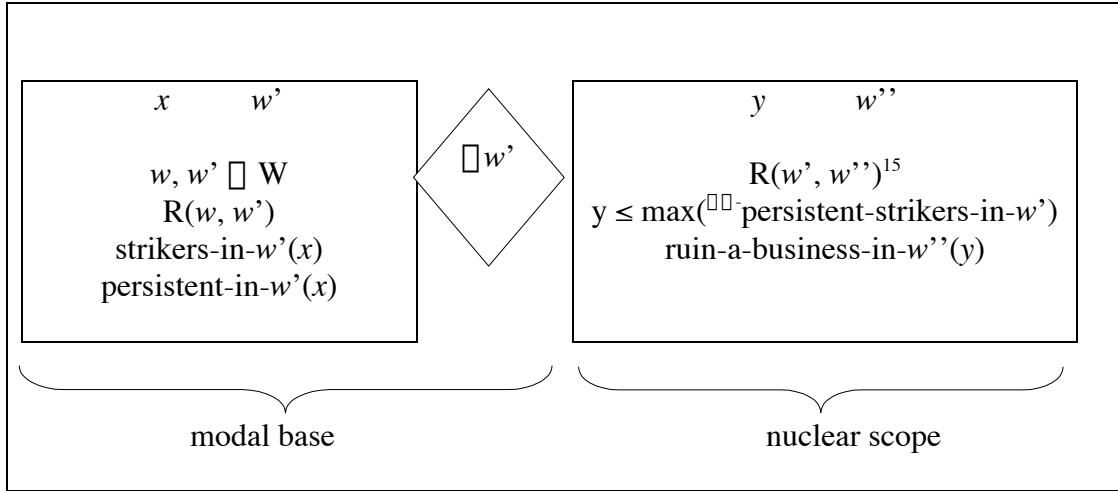 x w’
w, w’ □ W
R(w, w’)
strikers-in-w’(x)
persistent-in-w’(x)
□w’
y w’’
R(w’, w’’)15
y ≤ max(□□-persistent-strikers-in-w’)
ruin-a-business-in-w’’(y)
modal base
nuclear scope